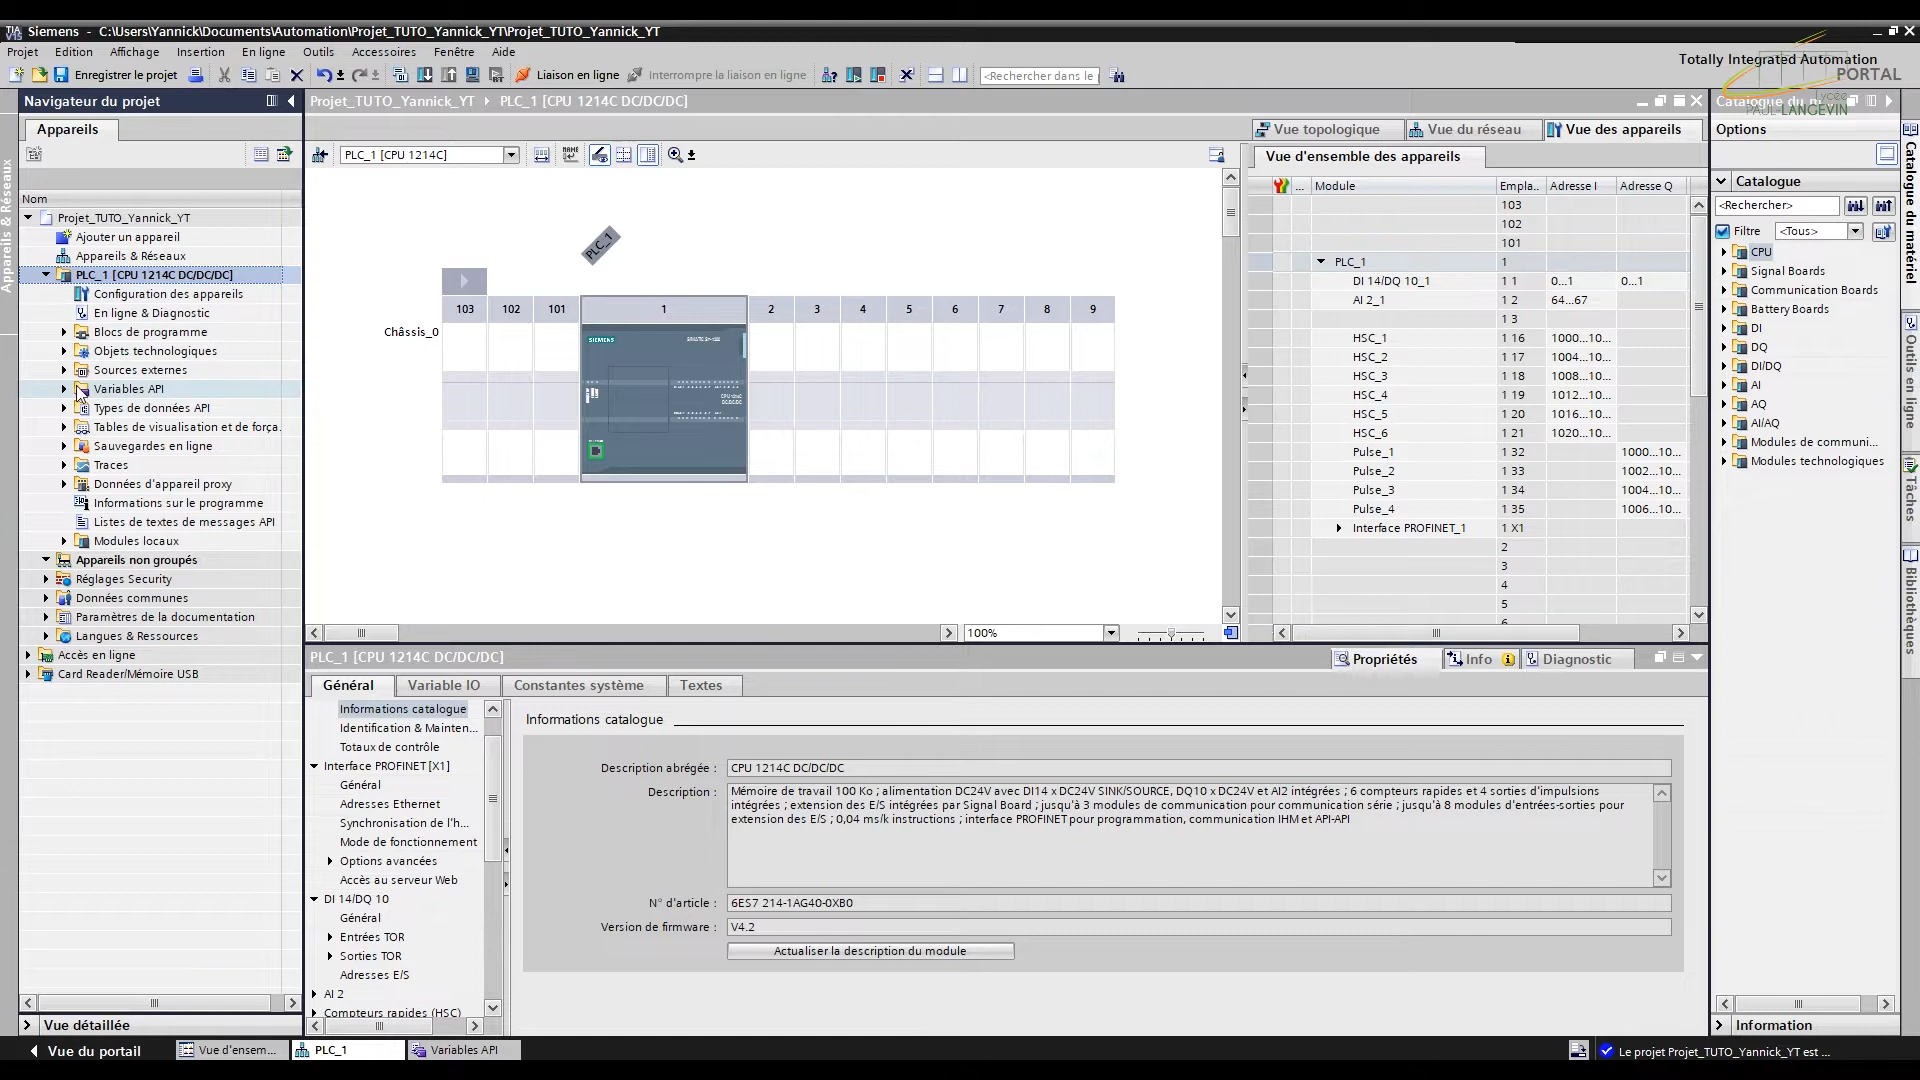 Siemens - C:\Users\Yannick\Documents\Automation\Projet_TUTO_Yannick_YT\Projet_TUTO_Yannick_YT
Projet Edition Affichage Insertion En ligne Outils Accessoires Fenêtre Aide
Totally Integrated Automation
PORTAL
Enregistrer le projet Liaison en ligne Interrompre la liaison en ligne <Rechercher dans le p
Lycée
PAUL-LANGEVIN
Navigateur du projet
Projet_TUTO_Yannick_YT PLC_1 [CPU 1214C DC/DC/DC]
Appareils
Vue topologique Vue du réseau Vue des appareils
Options
PLC_1 [CPU 1214C]
Vue d'ensemble des appareils
Nom
Projet_TUTO_Yannick_YT
Ajouter un appareil
Appareils & Réseaux
PLC_1 [CPU 1214C DC/DC/DC]
Configuration des appareils
En ligne & Diagnostic
Blocs de programme
Objets technologiques
Sources externes
Variables API
Types de données API
Tables de visualisation et de força.
Sauvegardes en ligne
Traces
Données d'appareil proxy
Informations sur le programme
Listes de textes de messages API
Modules locaux
Appareils non groupés
Réglages Security
Données communes
Paramètres de la documentation
Langues & Ressources
Accès en ligne
Card Reader/Mémoire USB
Vue détaillée
Appareils & Réseaux
PLC_1
103 102 101 1 2 3 4 5 6 7 8 9
Châssis_0
SIEMENS
100%
... Module Empla.. Adresse I Adresse Q
103
102
101
PLC_1 1
DI 14/DQ 10_1 1 1 0...1 0...1
AI 2_1 1 2 64...67
1 3
HSC_1 1 16 1000...10...
HSC_2 1 17 1004...10...
HSC_3 1 18 1008...10...
HSC_4 1 19 1012...10...
HSC_5 1 20 1016...10...
HSC_6 1 21 1020...10...
Pulse_1 1 32 1000...10...
Pulse_2 1 33 1002...10...
Pulse_3 1 34 1004...10...
Pulse_4 1 35 1006...10...
Interface PROFINET_1 1 X1
2
3
4
5
6
Catalogue
<Rechercher>
Filtre <Tous>
CPU
Signal Boards
Communication Boards
Battery Boards
DI
DQ
DI/DQ
AI
AQ
AI/AQ
Modules de communi...
Modules technologiques
Information
Catalogue du matériel
Outils en ligne
Tâches
Bibliothèques
PLC_1 [CPU 1214C DC/DC/DC]
Propriétés Info Diagnostic
Général Variable IO Constantes système Textes
Informations catalogue
Identification & Mainten...
Totaux de contrôle
Interface PROFINET [X1]
Général
Adresses Ethernet
Synchronisation de l'h...
Mode de fonctionnement
Options avancées
Accès au serveur Web
DI 14/DQ 10
Général
Entrées TOR
Sorties TOR
Adresses E/S
AI 2
Compteurs rapides (HSC)
Informations catalogue
Description abrégée : CPU 1214C DC/DC/DC
Description : Mémoire de travail 100 Ko ; alimentation DC24V avec DI14 x DC24V SINK/SOURCE, DQ10 x DC24V et AI2 intégrées ; 6 compteurs rapides et 4 sorties d'impulsions
intégrées ; extension des E/S intégrées par Signal Board ; jusqu'à 3 modules de communication pour communication série ; jusqu'à 8 modules d'entrées-sorties pour
extension des E/S ; 0,04 ms/k instructions ; interface PROFINET pour programmation, communication IHM et API-API
N° d'article : 6ES7 214-1AG40-0XB0
Version de firmware : V4.2
Actualiser la description du module
Vue du portail Vue d'ensem... PLC_1 Variables API
Le projet Projet_TUTO_Yannick_YT est ...